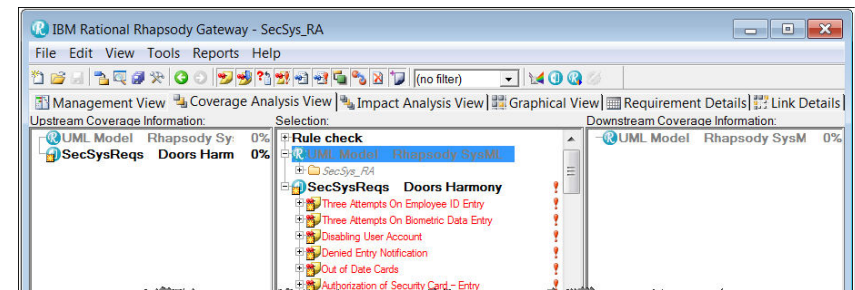 IBM Rational Rhapsody Gateway - SecSys_RA
File Edit View Tools Reports Help
(no filter)
Management View Coverage Analysis View Impact Analysis View Graphical View Requirement Details Link Details
Upstream Coverage Information: Selection: Downstream Coverage Information:
UML Model Rhapsody Sy 0% Rule check UML Model Rhapsody SysM 0%
SecSysReqs Doors Harm 0% UML Model Rhapsody SysML
SecSys_RA
SecSysReqs Doors Harmony
Three Attempts On Employee ID Entry
Three Attempts On Biometric Data Entry
Disabling User Account
Denied Entry Notification
Out of Date Cards
Authorization of Security Card – Entry